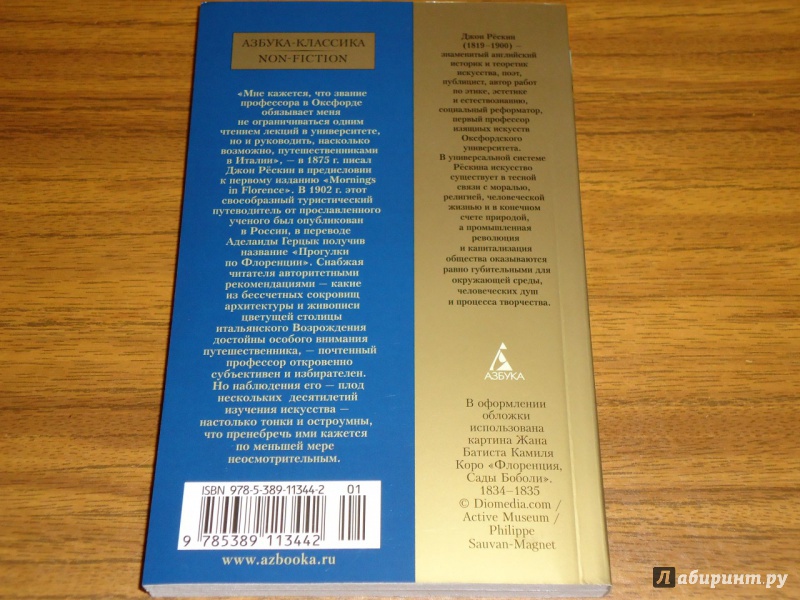 АЗБУКА-КЛАССИКА
NON-FICTION
«Мне кажется, что звание
профессора в Оксфорде
обязывает меня
не ограничиваться одним
чтением лекций в университете,
но и руководить, насколько
возможно, путешественниками
в Италии», – в 1875 г. писал
Джон Рёскин в предисловии
к первому изданию «Mornings
in Florence». В 1902 г. этот
своеобразный туристический
путеводитель от прославленного
ученого был опубликован
в России, в переводе
Аделаиды Герцык получив
название «Прогулки
по Флоренции». Снабжая
читателя авторитетными
рекомендациями – какие
из бессчетных сокровищ
архитектуры и живописи
цветущей столицы
итальянского Возрождения
достойны особого внимания
путешественника, – почтенный
профессор откровенно
субъективен и избирателен.
Но наблюдения его – плод
нескольких десятилетий
изучения искусства –
настолько тонки и остроумны,
что пренебречь ими кажется
по меньшей мере
неосмотрительным.
ISBN 978-5-389-11344-2 01
9 785389 113442
www.azbooka.ru
Джон Рёскин
(1819–1900) –
знаменитый английский
историк и теоретик
искусства, поэт,
публицист, автор работ
по этике, эстетике
и естествознанию,
социальный реформатор,
первый профессор
изящных искусств
Оксфордского
университета.
В универсальной системе
Рёскина искусство
существует в тесной
связи с моралью,
религией, человеческой
жизнью и в конечном
счете природой,
а промышленная
революция
и капитализация
общества оказываются
равно губительными для
окружающей среды,
человеческих душ
и процесса творчества.
АЗБУКА
В оформлении
обложки
использована
картина Жана
Батиста Камиля
Коро «Флоренция,
Сады Боболи».
1834–1835
© Diomedia.com /
Active Museum /
Philippe
Sauvan-Magnet
Лабиринт.ру